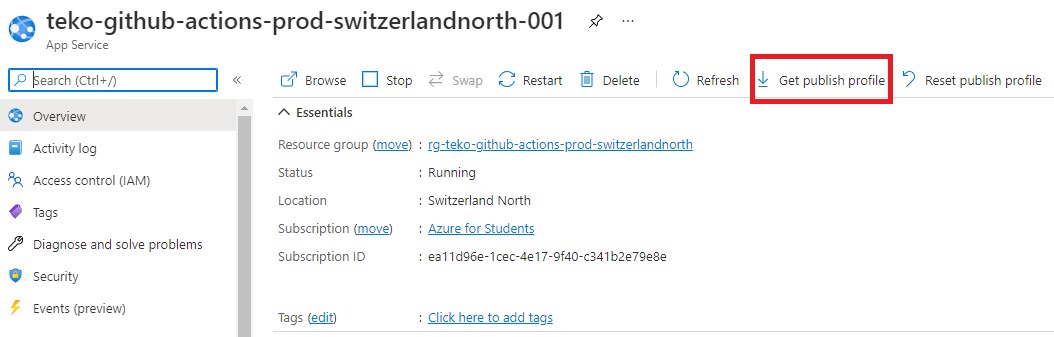 teko-github-actions-prod-switzerlandnorth-001
App Service
Search (Ctrl+/)
Overview
Activity log
Access control (IAM)
Tags
Diagnose and solve problems
Security
Events (preview)
Browse Stop Swap Restart Delete Refresh Get publish profile Reset publish profile
Essentials
Resource group (move) : rg-teko-github-actions-prod-switzerlandnorth
Status : Running
Location : Switzerland North
Subscription (move) : Azure for Students
Subscription ID : ea11d96e-1cec-4e17-9f40-c341b2e79e8e
Tags (edit) : Click here to add tags